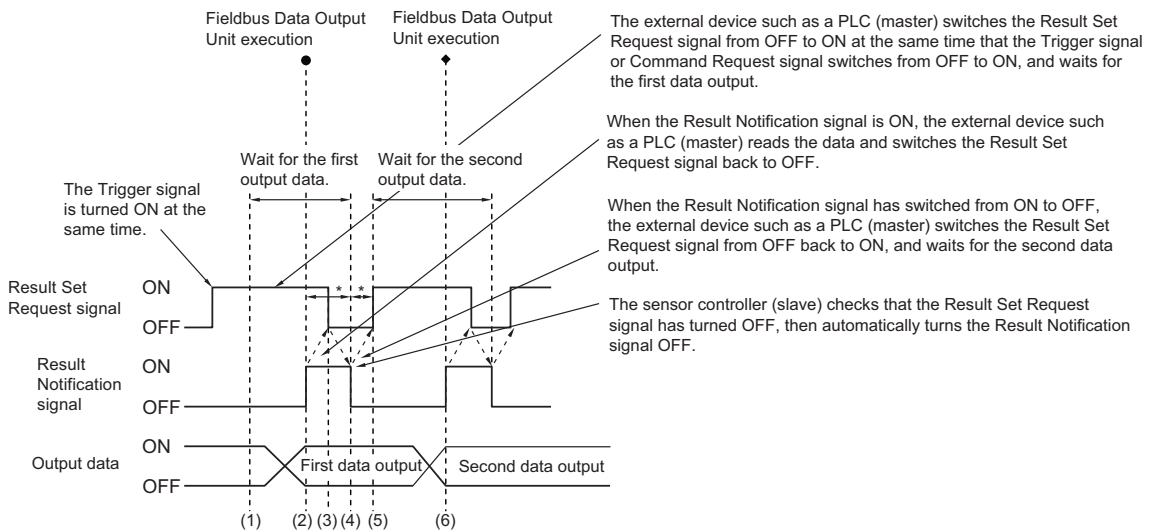 Fieldbus Data Output
Unit execution
Fieldbus Data Output
Unit execution
The external device such as a PLC (master) switches the Result Set
Request signal from OFF to ON at the same time that the Trigger signal
or Command Request signal switches from OFF to ON, and waits for
the first data output.
When the Result Notification signal is ON, the external device such
as a PLC (master) reads the data and switches the Result Set
Request signal back to OFF.
Wait for the first
output data.
Wait for the second
output data.
The Trigger signal
is turned ON at the
same time.
When the Result Notification signal has switched from ON to OFF,
the external device such as a PLC (master) switches the Result Set
Request signal from OFF back to ON, and waits for the second data
output.
Result Set
Request signal
ON
OFF
* *
The sensor controller (slave) checks that the Result Set Request
signal has turned OFF, then automatically turns the Result Notification
signal OFF.
Result
Notification
signal
ON
OFF
Output data
ON
OFF
First data output
Second data output
(1) (2) (3) (4) (5) (6)